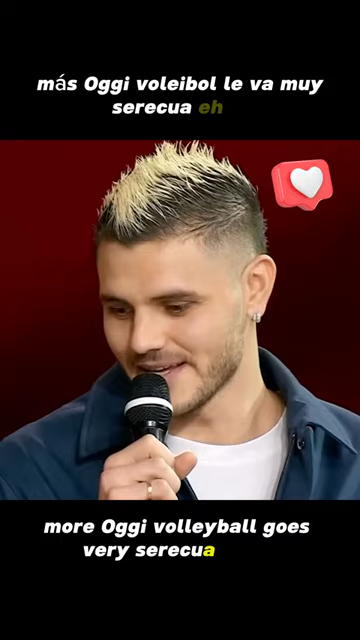 más Oggi voleibol le va muy
serecua eh
more Oggi volleyball goes
very serecua